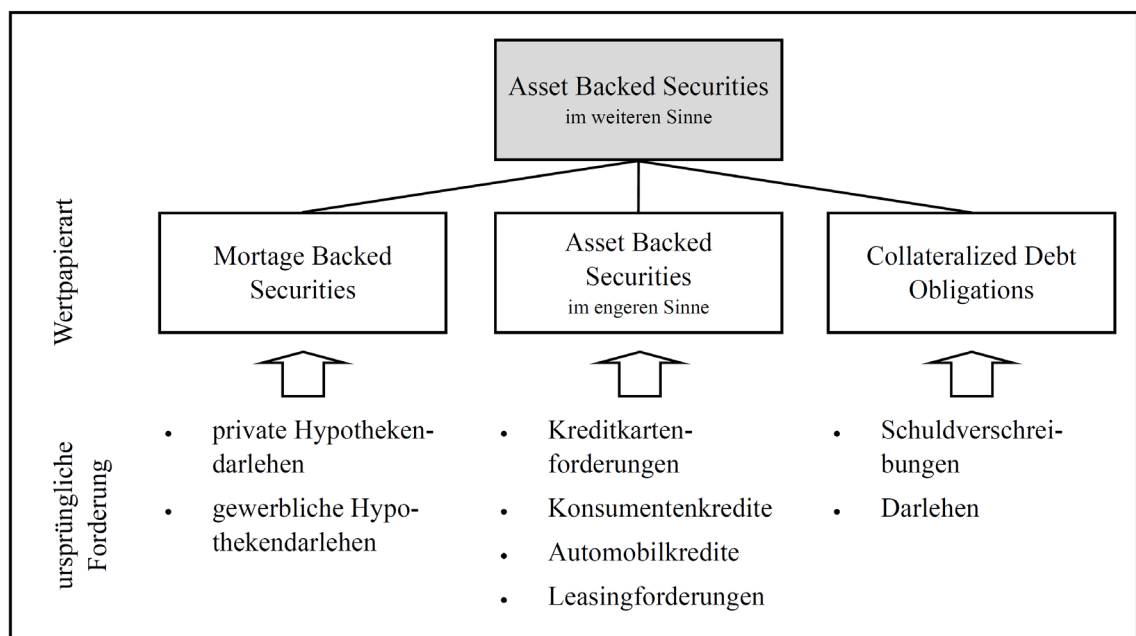 Asset Backed Securities
im weiteren Sinne
Wertpapierart
Mortage Backed
Securities
Asset Backed
Securities
im engeren Sinne
Collateralized Debt
Obligations
ursprüngliche
Forderung
• private Hypotheken-
darlehen
• gewerbliche Hypo-
thekendarlehen
• Kreditkarten-
forderungen
• Konsumentenkredite
• Automobilkredite
• Leasingforderungen
• Schuldverschrei-
bungen
• Darlehen